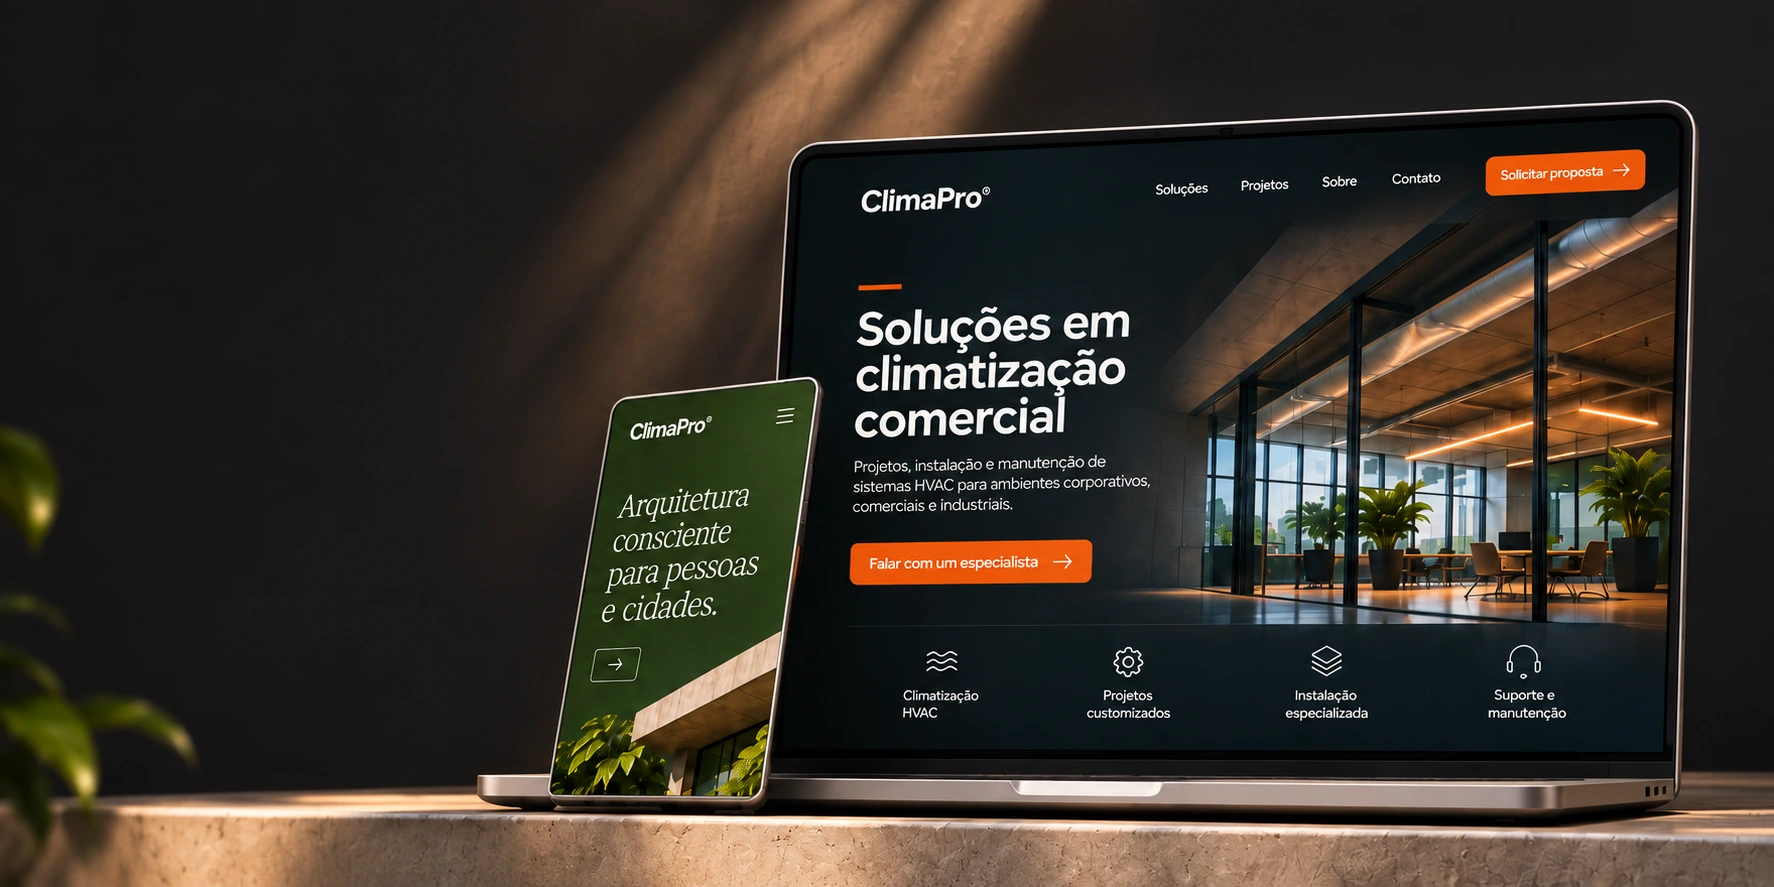 ClimaPro®
Soluções
Projetos
Sobre
Contato
Solicitar proposta
Soluções em
climatização
comercial
Projetos, instalação e manutenção de
sistemas HVAC para ambientes corporativos,
comerciais e industriais.
Falar com um especialista
Climatização
HVAC
Projetos
customizados
Instalação
especializada
Suporte e
manutenção
ClimaPro®
Arquitetura
consciente
para pessoas
e cidades.